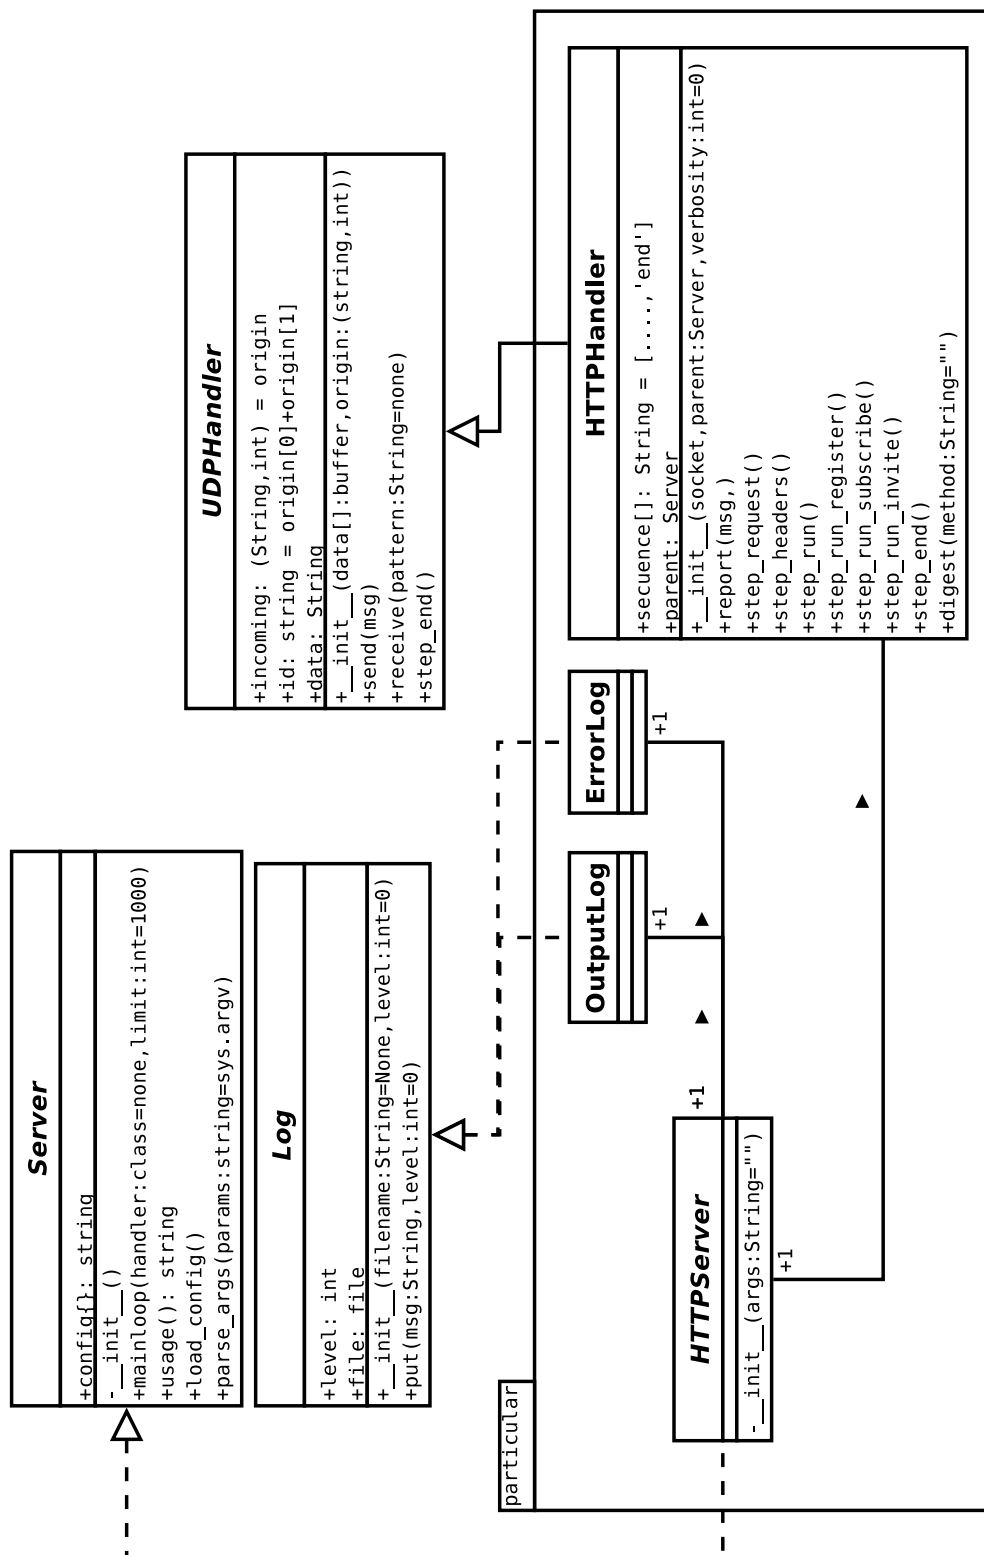 Server
+config{}: string
-__init__()
+mainloop(handler:class=none,limit:int=1000)
+usage(): string
+load_config()
+parse_args(params:string=sys.argv)
UDPHandler
+incoming: (String,int) = origin
+id: string = origin[0]+origin[1]
+data: String
+__init__(data[]:buffer,origin:(string,int))
+send(msg)
+receive(pattern:String=none)
+step_end()
Log
+level: int
+file: file
+__init__(filename:String=None,level:int=0)
+put(msg:String,level:int=0)
particular
HTTPServer
-__init__(args:String="")
+1
+1
OutputLog
+1
ErrorLog
+1
HTTPHandler
+secuence[]: String = [....,'end']
+parent: Server
+__init__(socket,parent:Server,verbosity:int=0)
+report(msg,)
+step_request()
+step_headers()
+step_run()
+step_run_register()
+step_run_subscribe()
+step_run_invite()
+step_end()
+digest(method:String="")